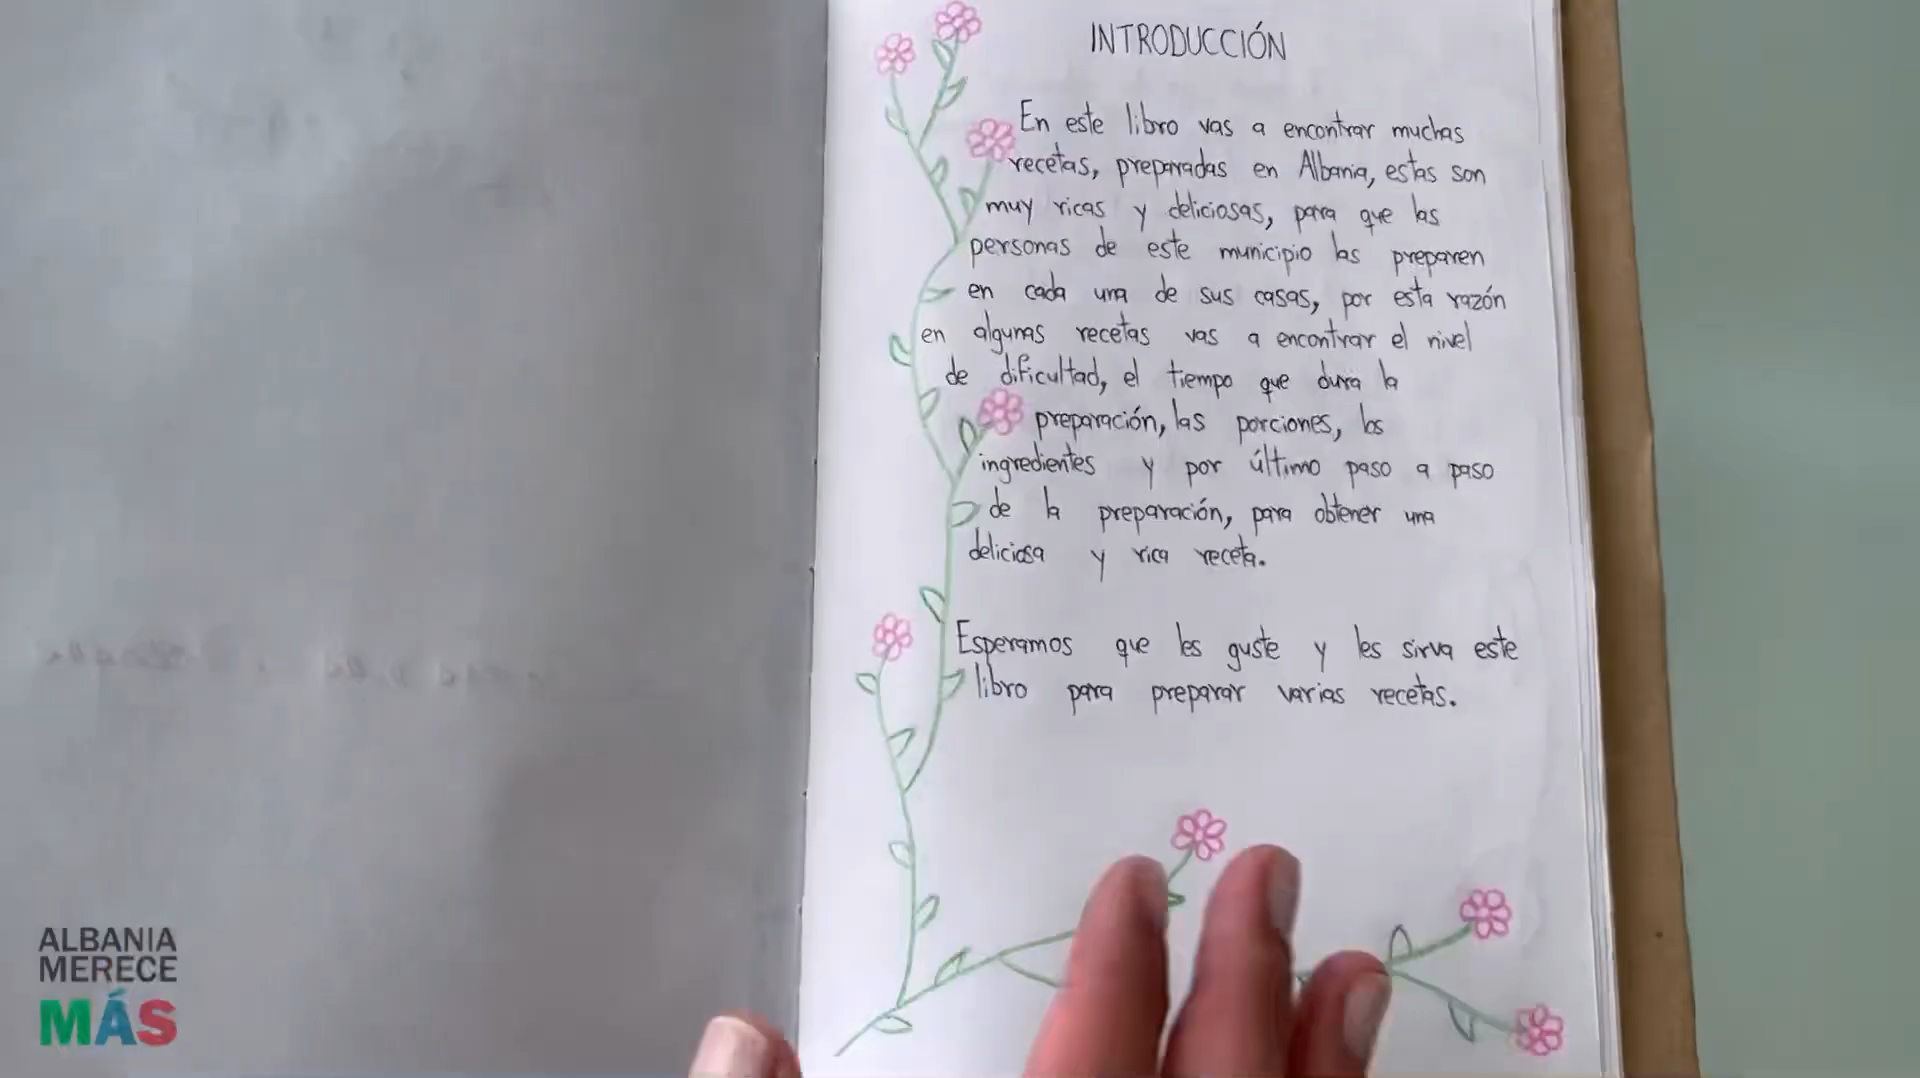 INTRODUCCIÓN
En este libro vas a encontrar muchas
recetas, preparadas en Albania, estas son
muy ricas y deliciosas, para que las
personas de este municipio las preparen
en cada una de sus casas, por esta razón
en algunas recetas vas a encontrar el nivel
de dificultad, el tiempo que dura la
preparación, las porciones, los
ingredientes y por último paso a paso
de la preparación, para obtener una
deliciosa y rica receta.
Esperamos que les guste y les sirva este
libro para preparar varias recetas.
ALBANIA
MERECE
MÁS